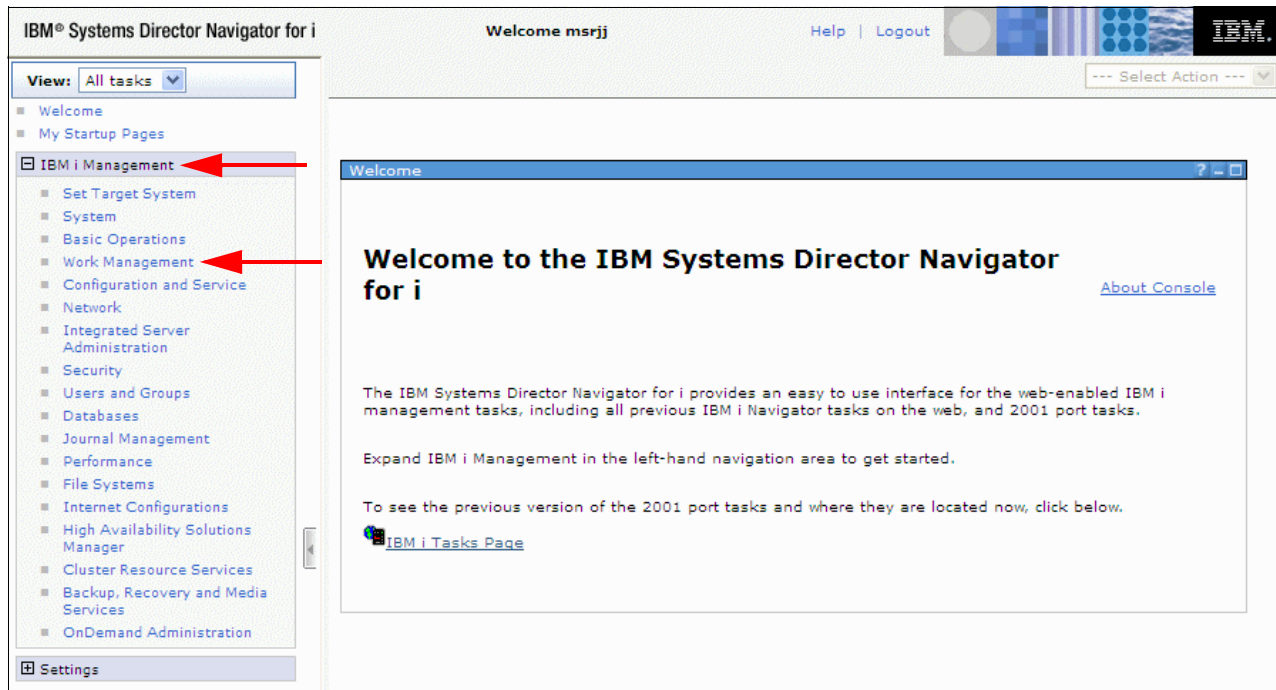 IBM® Systems Director Navigator for i
Welcome msrjj
Help | Logout
IBM.
View: All tasks
--- Select Action ---
Welcome
My Startup Pages
IBM i Management
Set Target System
System
Basic Operations
Work Management
Configuration and Service
Network
Integrated Server
Administration
Security
Users and Groups
Databases
Journal Management
Performance
File Systems
Internet Configurations
High Availability Solutions
Manager
Cluster Resource Services
Backup, Recovery and Media
Services
OnDemand Administration
Settings
Welcome
Welcome to the IBM Systems Director Navigator
for i
About Console
The IBM Systems Director Navigator for i provides an easy to use interface for the web-enabled IBM i
management tasks, including all previous IBM i Navigator tasks on the web, and 2001 port tasks.
Expand IBM i Management in the left-hand navigation area to get started.
To see the previous version of the 2001 port tasks and where they are located now, click below.
IBM i Tasks Page